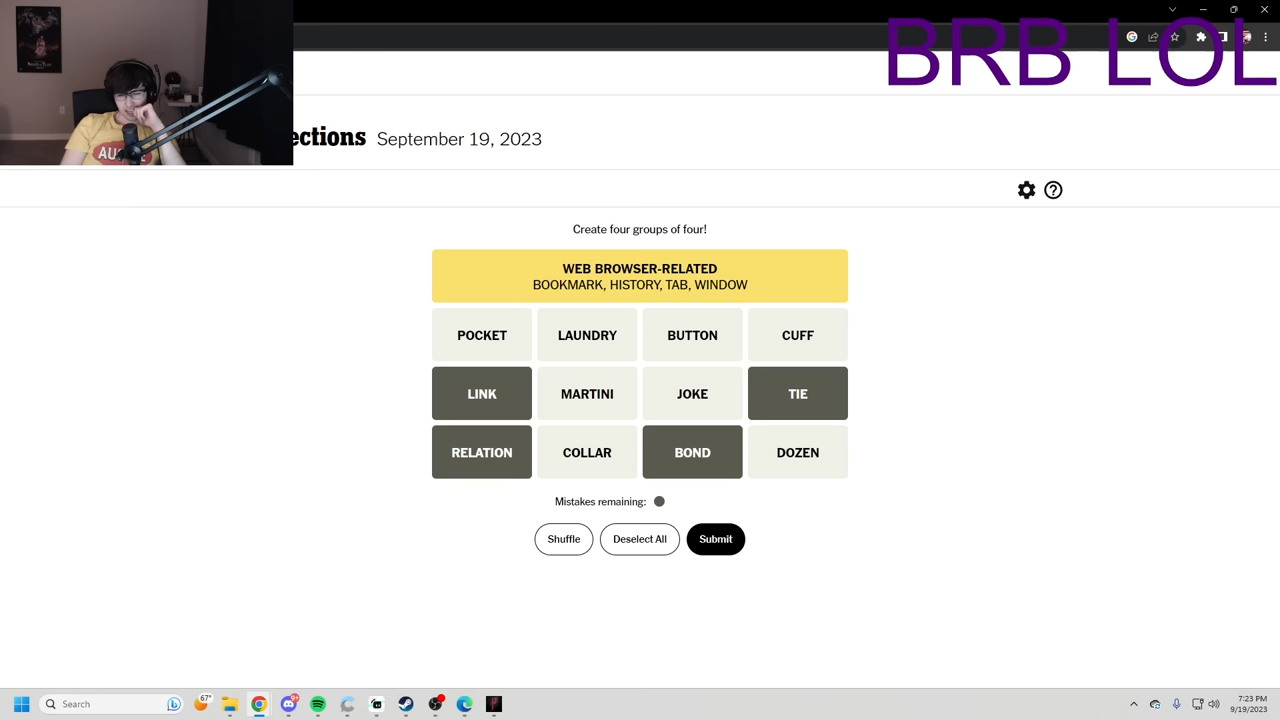 BRB LOL
ections September 19, 2023
Create four groups of four!
WEB BROWSER-RELATED
BOOKMARK, HISTORY, TAB, WINDOW
POCKET LAUNDRY BUTTON CUFF
LINK MARTINI JOKE TIE
RELATION COLLAR BOND DOZEN
Mistakes remaining:
Shuffle Deselect All Submit
67°
Search
9+
7:23 PM
9/19/2023